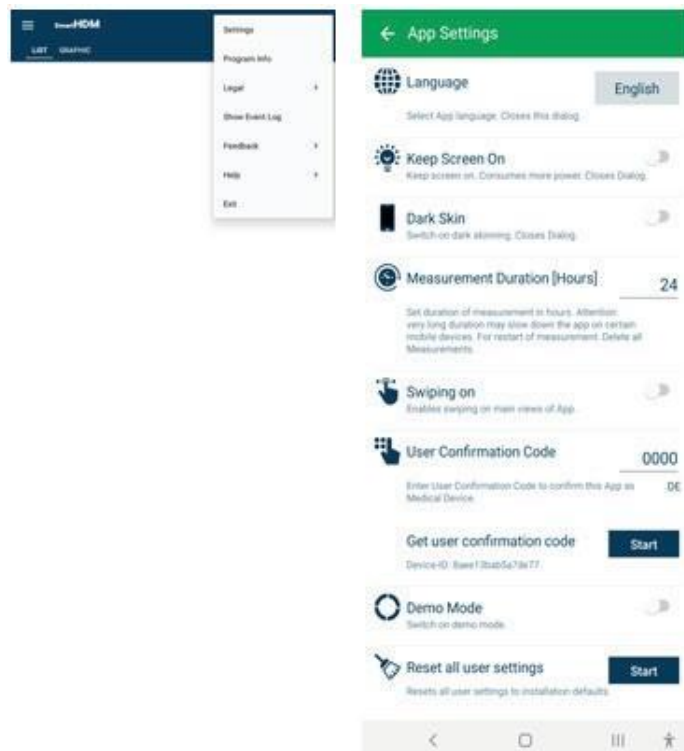 SmartHDM
LIST GRAPHIC
Settings
Program Info
Legal
Show Event Log
Feedback
Help
Exit
App Settings
Language
English
Select App language. Closes this dialog.
Keep Screen On
Keep screen on. Consumes more power. Closes Dialog.
Dark Skin
Switch on dark skinning. Closes Dialog.
Measurement Duration [Hours]
24
Set duration of measurement in hours. Attention:
very long duration may slow down the app on certain
mobile devices. For restart of measurement: Delete all
Measurements.
Swiping on
Enables swiping on main views of App.
User Confirmation Code
0000
Enter User Confirmation Code to confirm this App as
Medical Device.
Get user confirmation code
Start
Device-ID:
Demo Mode
Switch on demo mode.
Reset all user settings
Start
Resets all user settings to installation defaults.